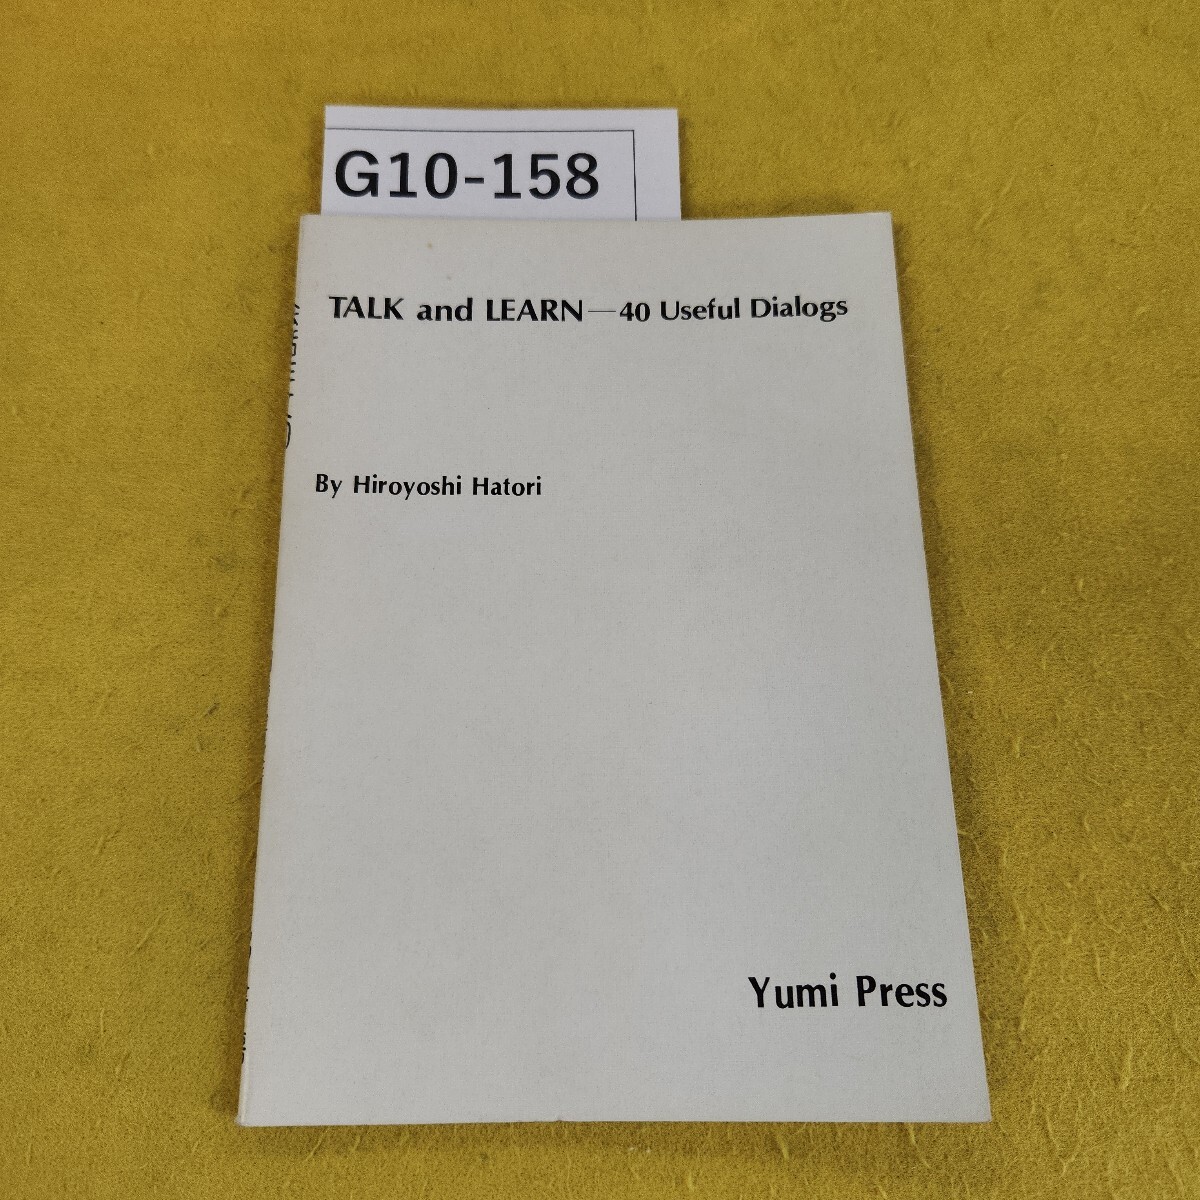 G10-158
TALK and LEARN—40 Useful Dialogs
By Hiroyoshi Hatori
Yumi Press